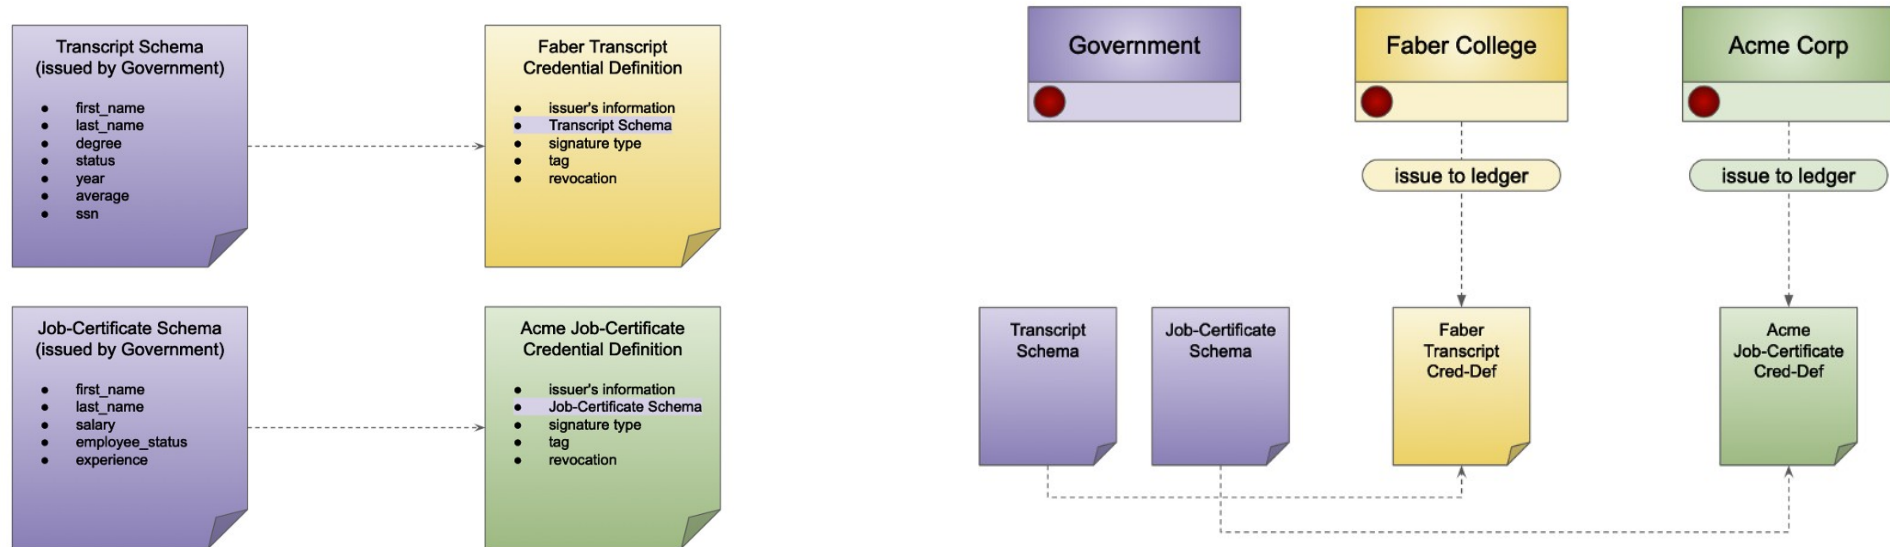 Transcript Schema
(issued by Government)
● first_name
● last_name
● degree
● status
● year
● average
● ssn
Faber Transcript
Credential Definition
● issuer's information
● Transcript Schema
● signature type
● tag
● revocation
Job-Certificate Schema
(issued by Government)
● first_name
● last_name
● salary
● employee_status
● experience
Acme Job-Certificate
Credential Definition
● issuer's information
● Job-Certificate Schema
● signature type
● tag
● revocation
Government
Faber College
Acme Corp
issue to ledger
issue to ledger
Transcript
Schema
Job-Certificate
Schema
Faber
Transcript
Cred-Def
Acme
Job-Certificate
Cred-Def